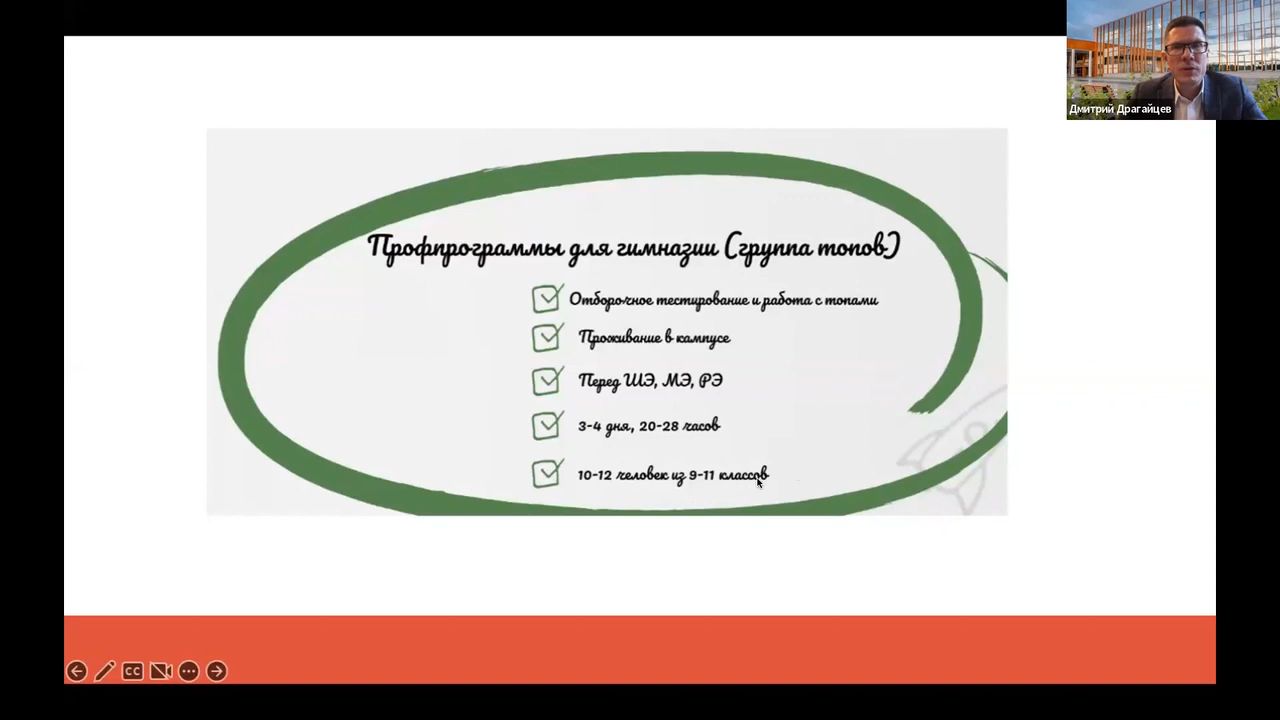 Дмитрий Драгайцев
Профпрограммы для гимназии (группа топов)
Отборочное тестирование и работа с топами
Проживание в кампусе
Перед ШЭ, МЭ, РЭ
3-4 дня, 20-28 часов
10-12 человек из 9-11 классов
CC